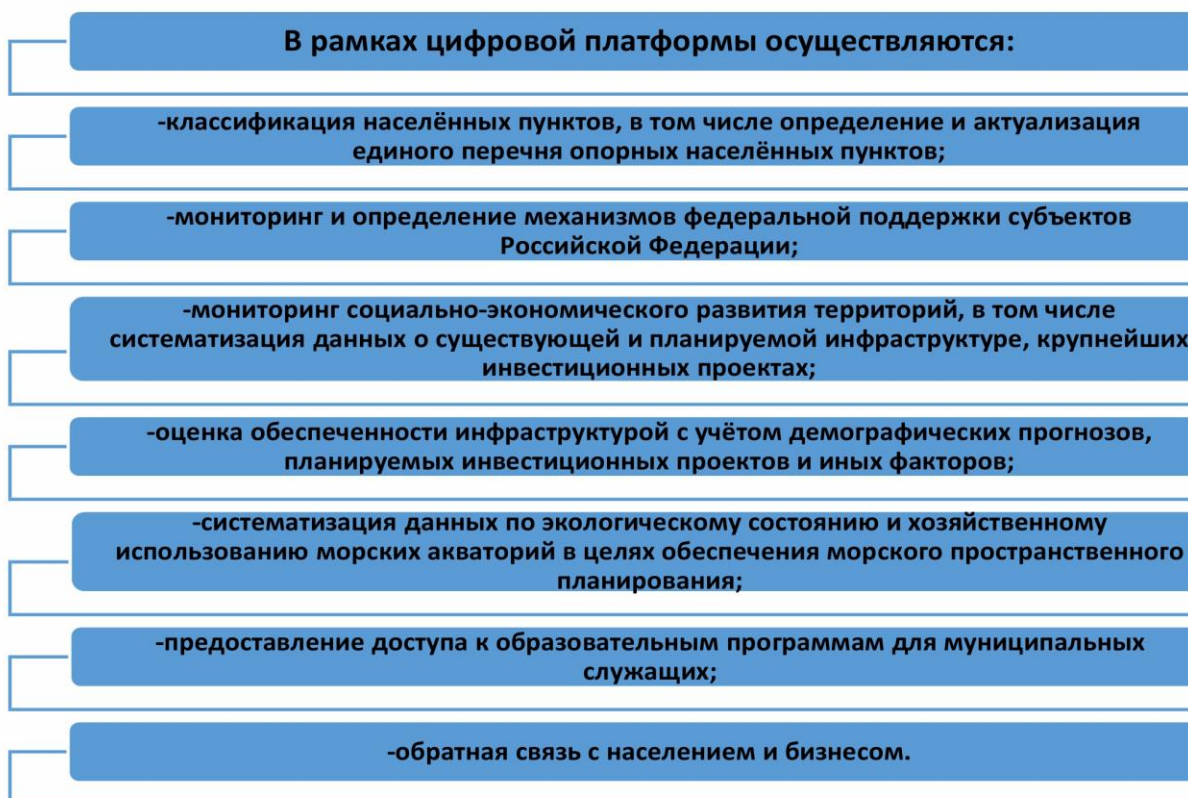 В рамках цифровой платформы осуществляются:
-классификация населённых пунктов, в том числе определение и актуализация
единого перечня опорных населённых пунктов;
-мониторинг и определение механизмов федеральной поддержки субъектов
Российской Федерации;
-мониторинг социально-экономического развития территорий, в том числе
систематизация данных о существующей и планируемой инфраструктуре, крупнейших
инвестиционных проектах;
-оценка обеспеченности инфраструктурой с учётом демографических прогнозов,
планируемых инвестиционных проектов и иных факторов;
-систематизация данных по экологическому состоянию и хозяйственному
использованию морских акваторий в целях обеспечения морского пространственного
планирования;
-предоставление доступа к образовательным программам для муниципальных
служащих;
-обратная связь с населением и бизнесом.